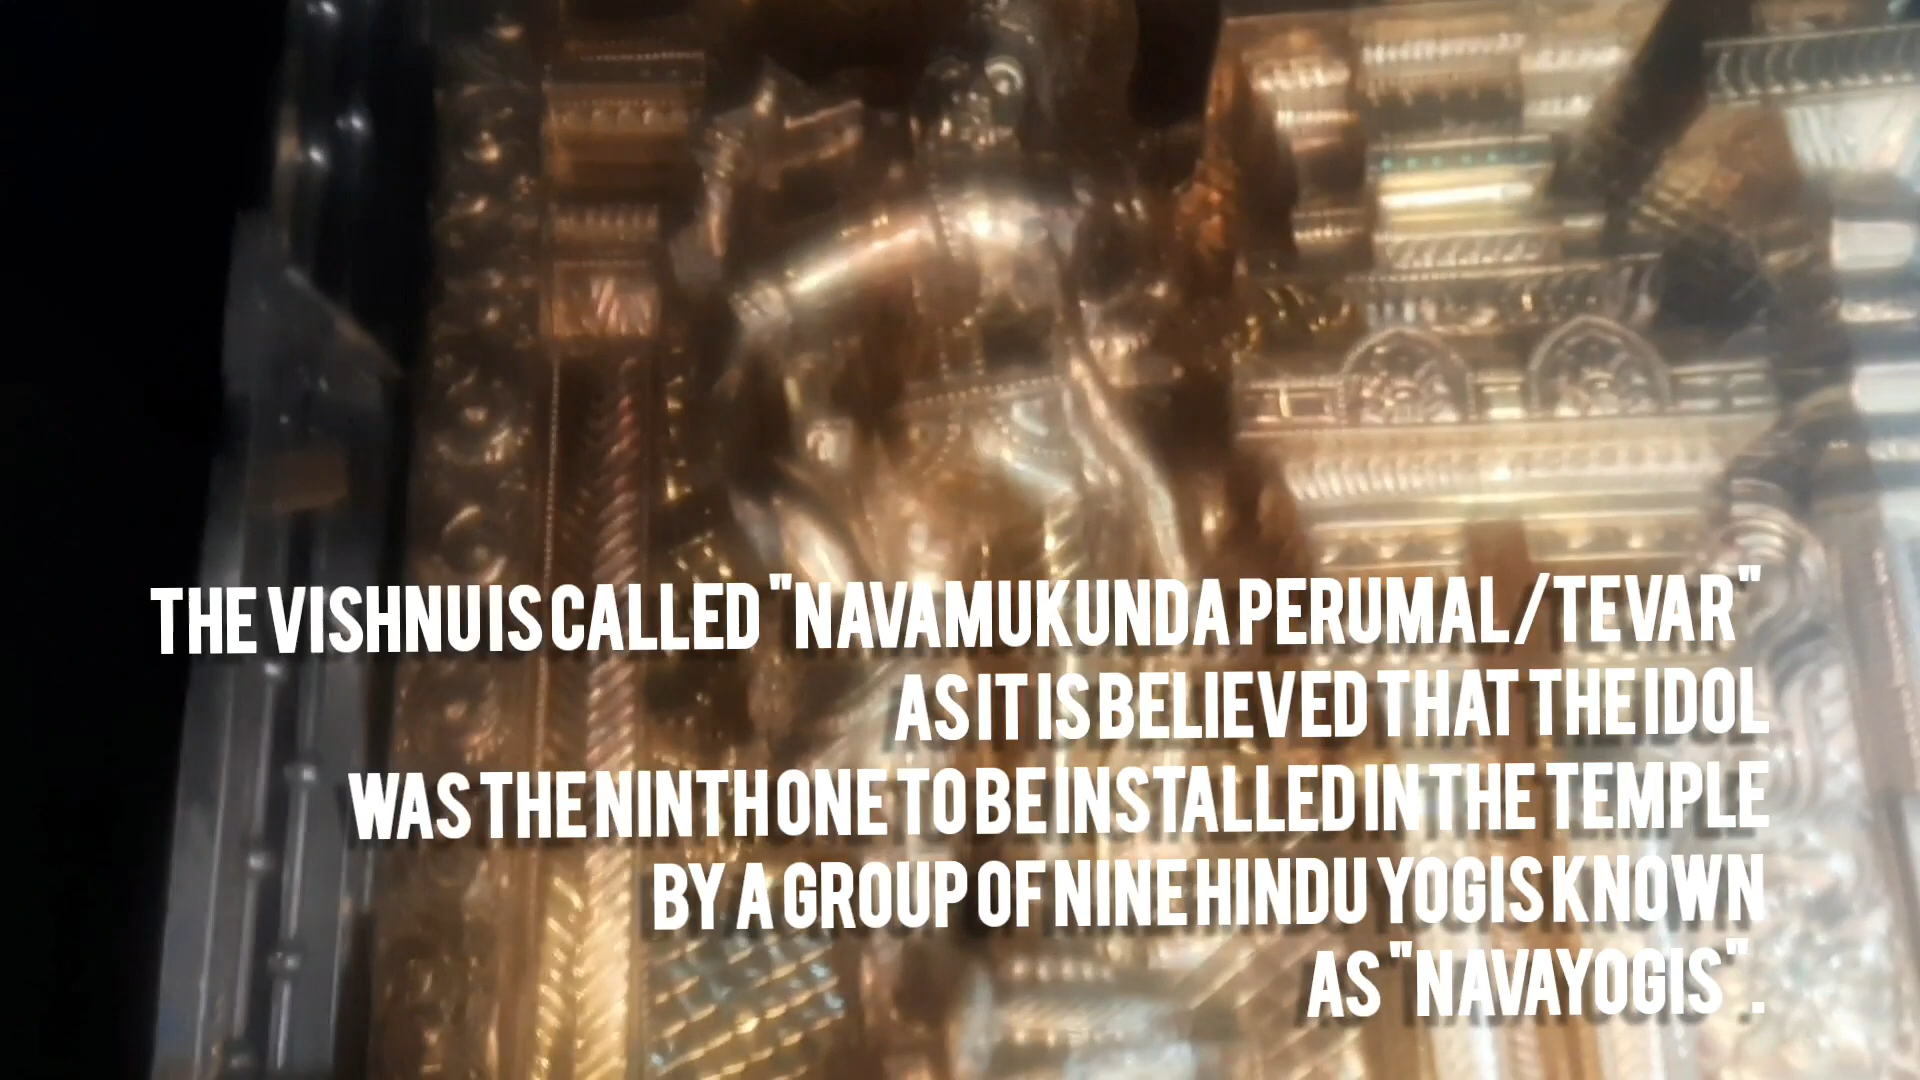 THE VISHNU IS CALLED "NAVAMUKUNDA PERUMAL/TEVAR"
AS IT IS BELIEVED THAT THE IDOL
WAS THE NINTH ONE TO BE INSTALLED IN THE TEMPLE
BY A GROUP OF NINE HINDU YOGIS KNOWN
AS "NAVAYOGIS".